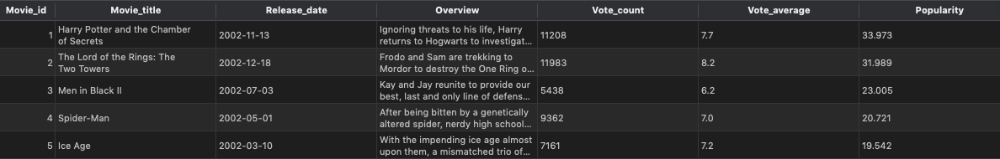 Movie_id Movie_title Release_date Overview Vote_count Vote_average Popularity
1 Harry Potter and the Chamber of Secrets 2002-11-13 Ignoring threats to his life, Harry returns to Hogwarts to investigat... 11208 7.7 33.973
2 The Lord of the Rings: The Two Towers 2002-12-18 Frodo and Sam are trekking to Mordor to destroy the One Ring o... 11983 8.2 31.989
3 Men in Black II 2002-07-03 Kay and Jay reunite to provide our best, last and only line of defens... 5438 6.2 23.005
4 Spider-Man 2002-05-01 After being bitten by a genetically altered spider, nerdy high school... 9362 7.0 20.721
5 Ice Age 2002-03-10 With the impending ice age almost upon them, a mismatched trio of... 7161 7.2 19.542